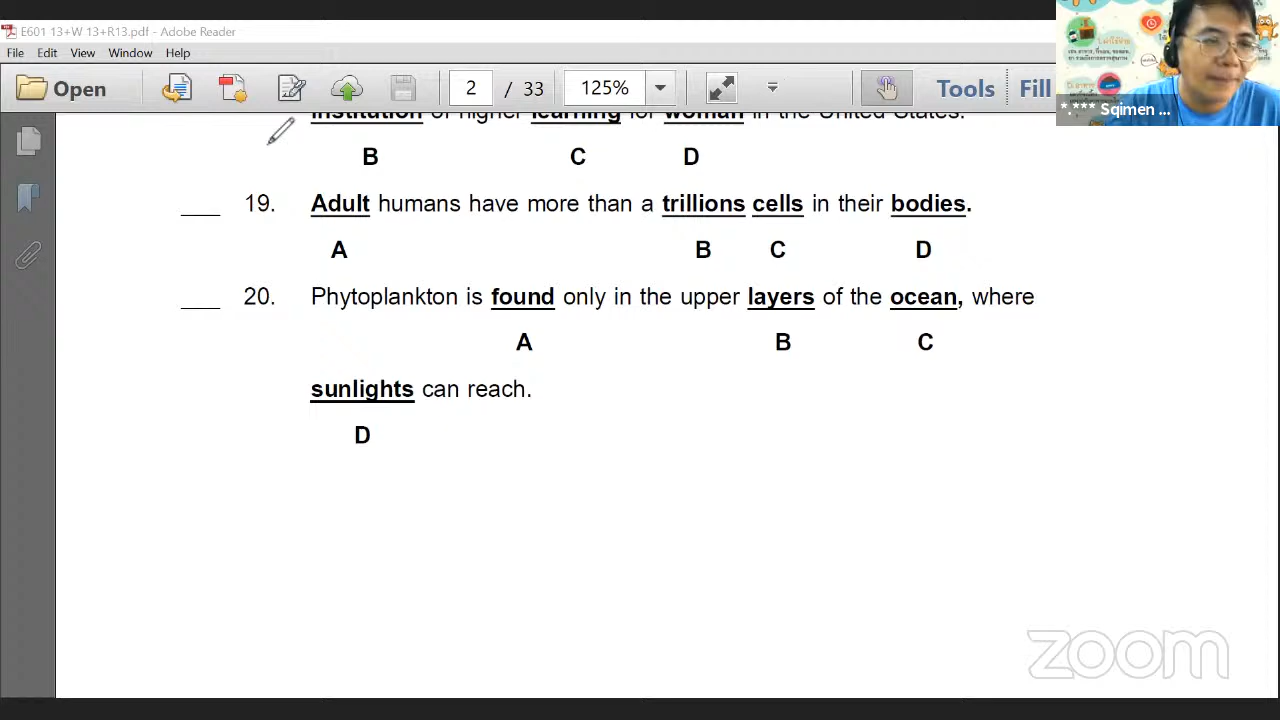 E601 13+W 13+R13.pdf - Adobe Reader
File Edit View Window Help
Open 2 / 33 125% Tools Fill
*.*** Sqimen ...
institution of higher learning for woman in the United States.
B C D
___ 19. Adult humans have more than a trillions cells in their bodies.
A B C D
___ 20. Phytoplankton is found only in the upper layers of the ocean, where
A B C
sunlights can reach.
D
zoom